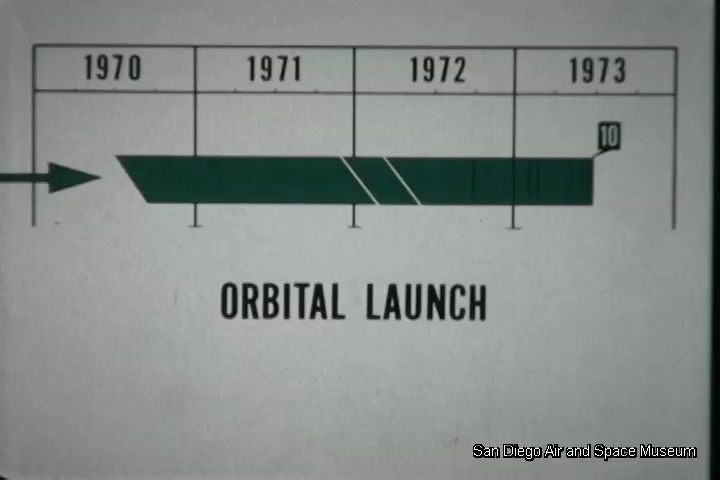 1970 1971 1972 1973
10
ORBITAL LAUNCH
San Diego Air and Space Museum